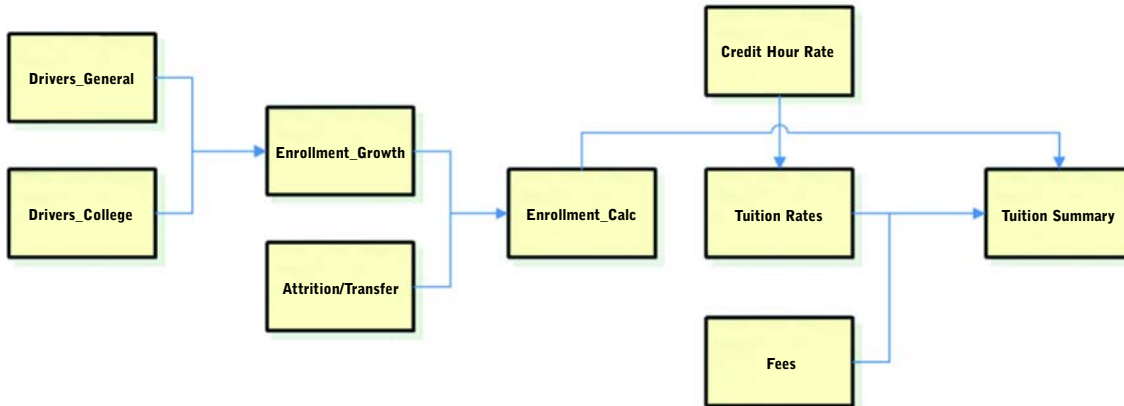 Credit Hour Rate
Drivers_General
Enrollment_Growth
Drivers_College
Enrollment_Calc
Tuition Rates
Tuition Summary
Attrition/Transfer
Fees